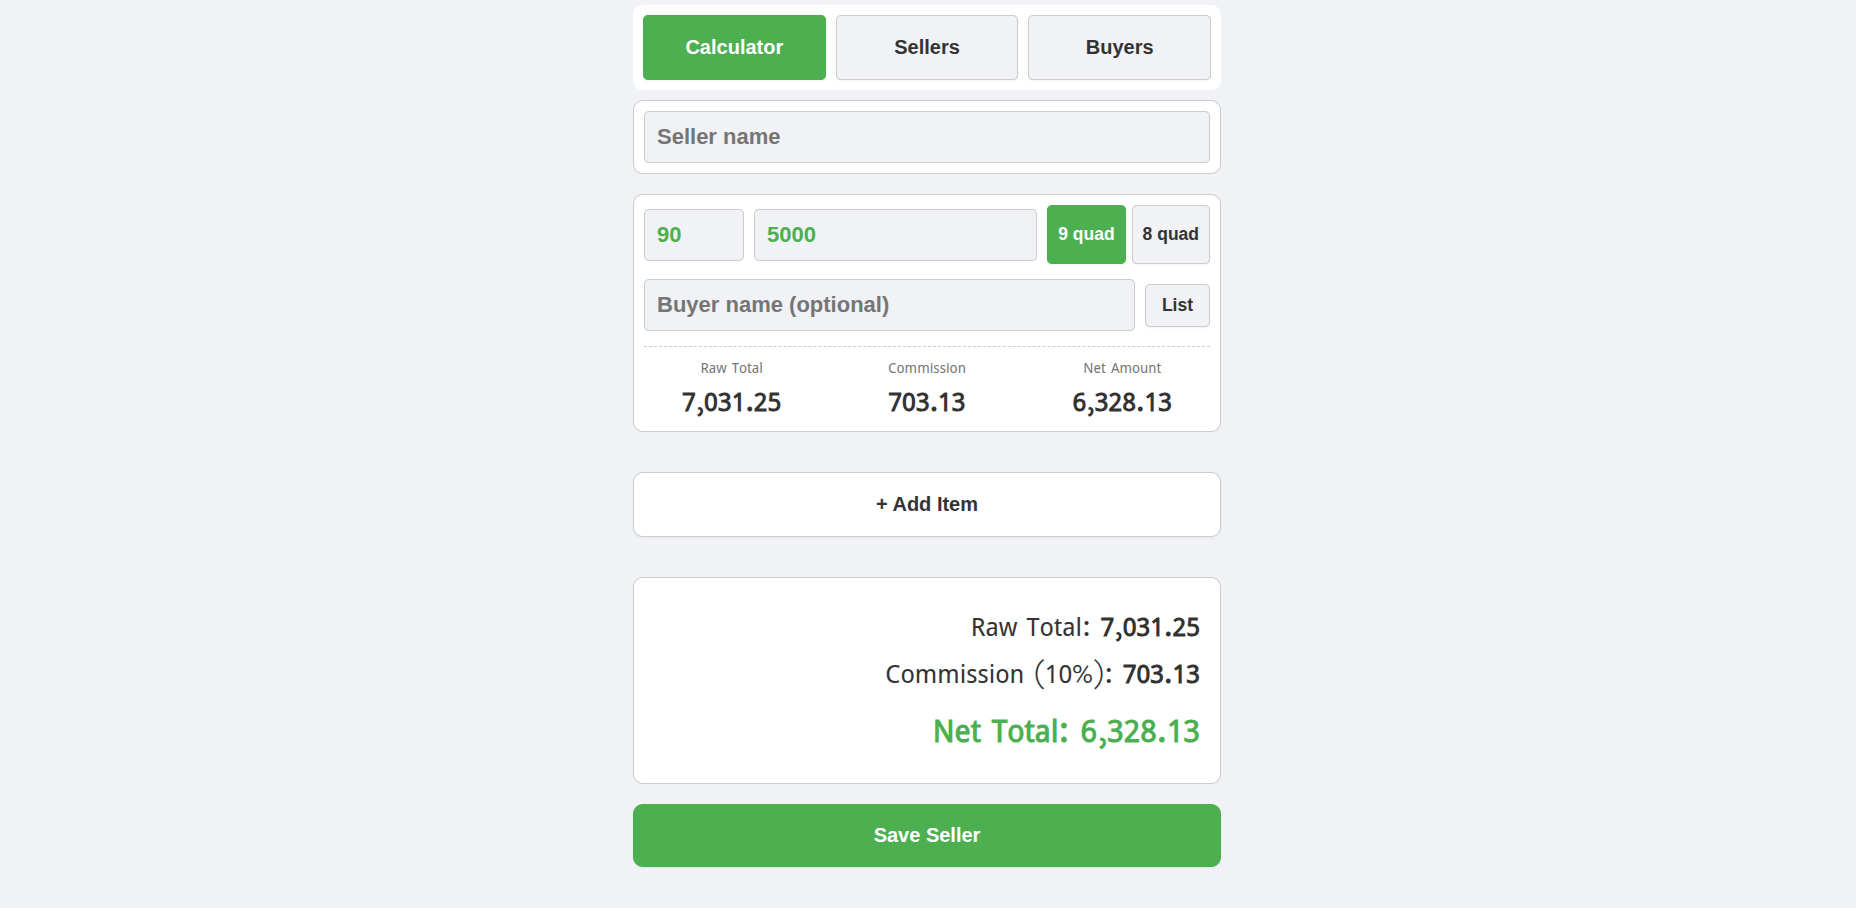 Calculator Sellers Buyers
Seller name
90 5000 9 quad 8 quad
Buyer name (optional) List
Raw Total Commission Net Amount
7,031.25 703.13 6,328.13
+ Add Item
Raw Total: 7,031.25
Commission (10%): 703.13
Net Total: 6,328.13
Save Seller